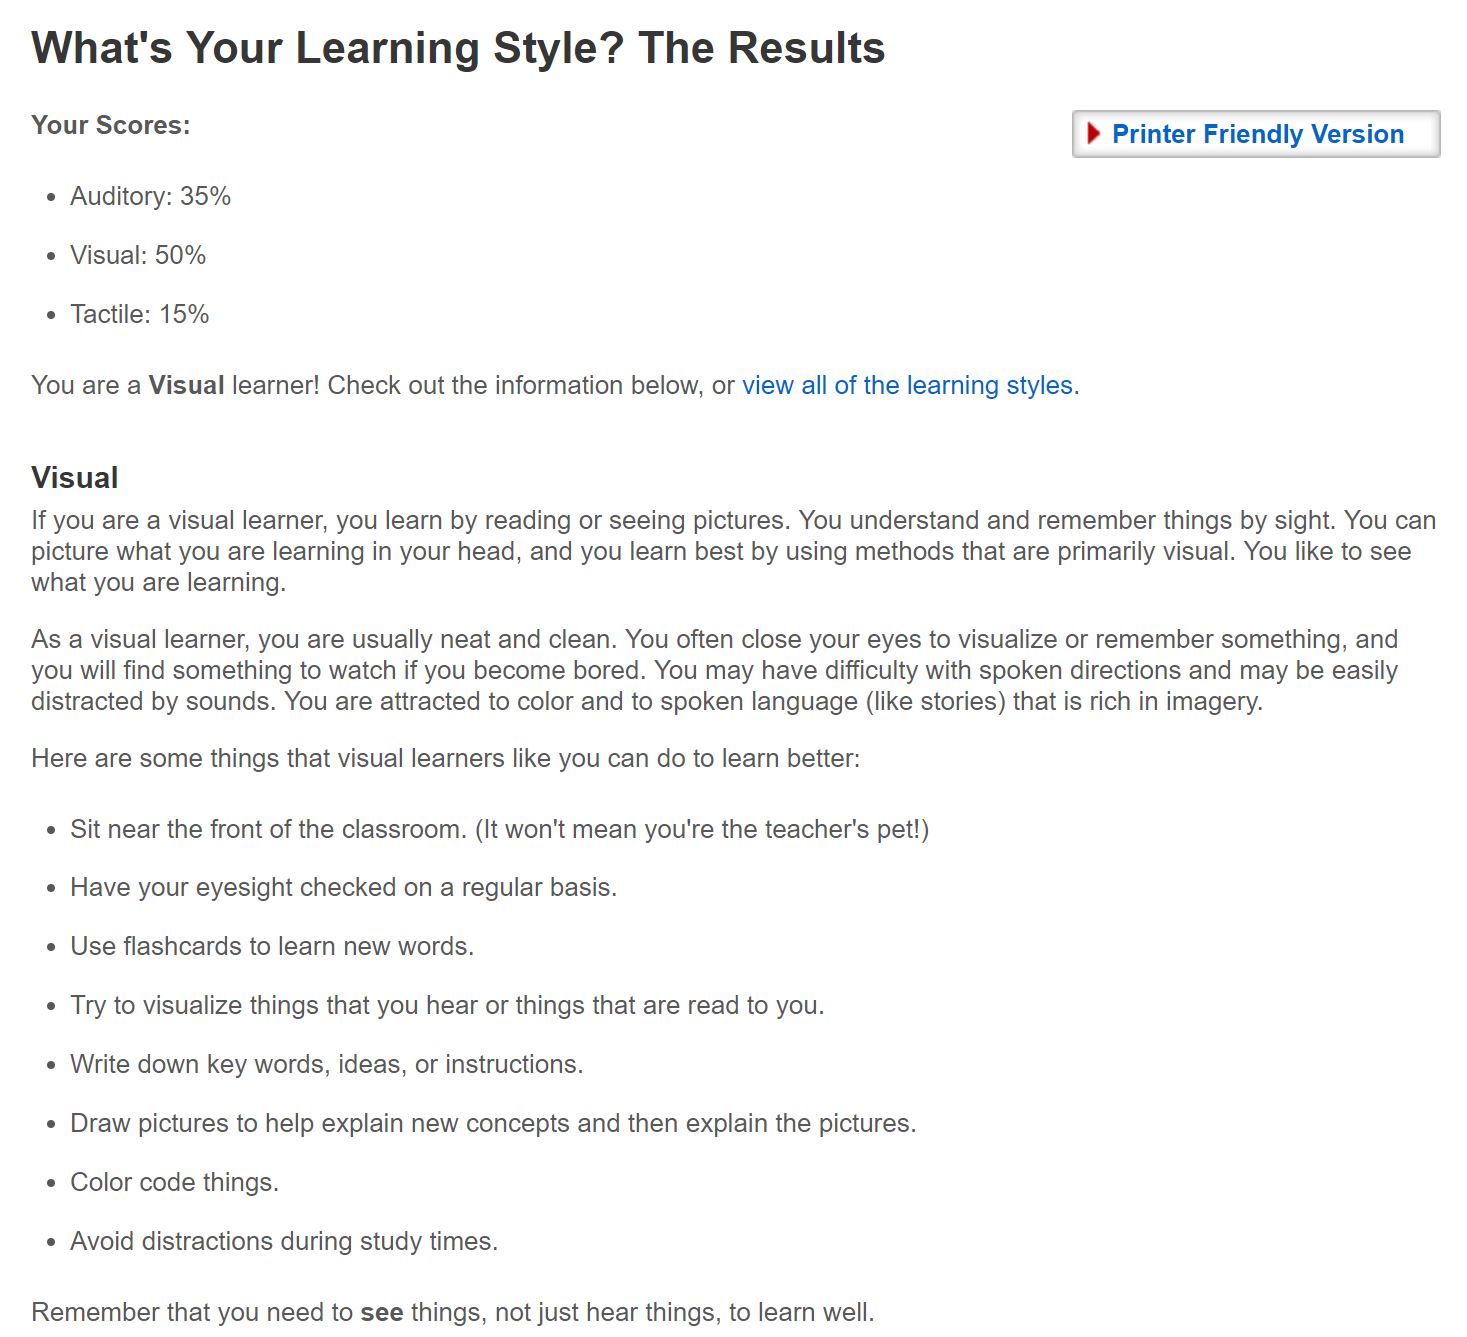 What's Your Learning Style? The Results
Your Scores:
Printer Friendly Version
• Auditory: 35%
• Visual: 50%
• Tactile: 15%
You are a Visual learner! Check out the information below, or view all of the learning styles.
Visual
If you are a visual learner, you learn by reading or seeing pictures. You understand and remember things by sight. You can
picture what you are learning in your head, and you learn best by using methods that are primarily visual. You like to see
what you are learning.
As a visual learner, you are usually neat and clean. You often close your eyes to visualize or remember something, and
you will find something to watch if you become bored. You may have difficulty with spoken directions and may be easily
distracted by sounds. You are attracted to color and to spoken language (like stories) that is rich in imagery.
Here are some things that visual learners like you can do to learn better:
• Sit near the front of the classroom. (It won't mean you're the teacher's pet!)
• Have your eyesight checked on a regular basis.
• Use flashcards to learn new words.
• Try to visualize things that you hear or things that are read to you.
• Write down key words, ideas, or instructions.
• Draw pictures to help explain new concepts and then explain the pictures.
• Color code things.
• Avoid distractions during study times.
Remember that you need to see things, not just hear things, to learn well.